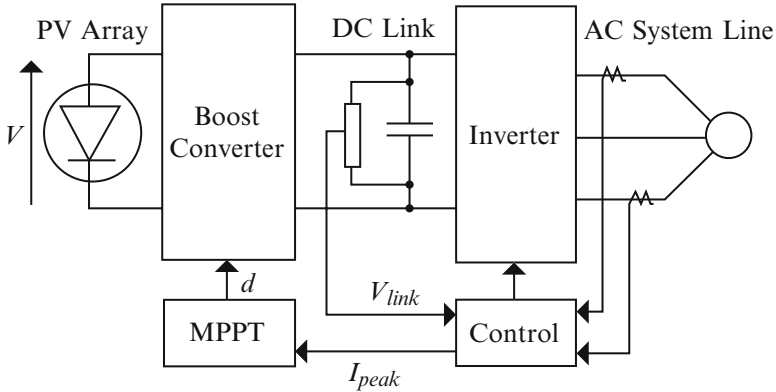 PV Array
DC Link
AC System Line
V
Boost
Converter
Inverter
d
V_link
MPPT
Control
I_peak